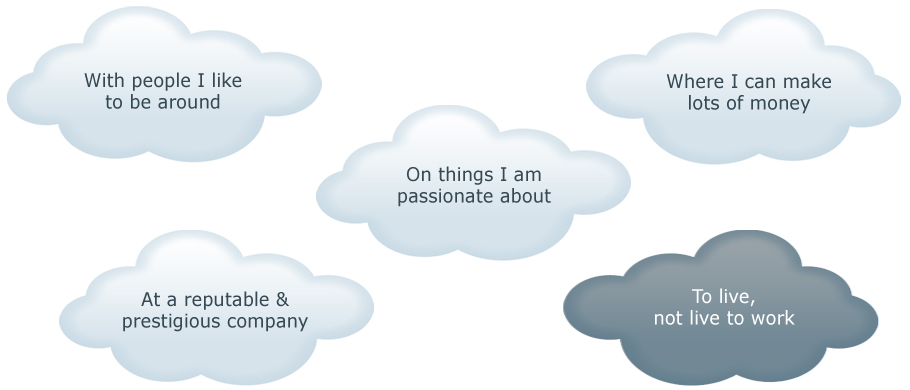 With people I like
to be around
Where I can make
lots of money
On things I am
passionate about
At a reputable &
prestigious company
To live,
not live to work